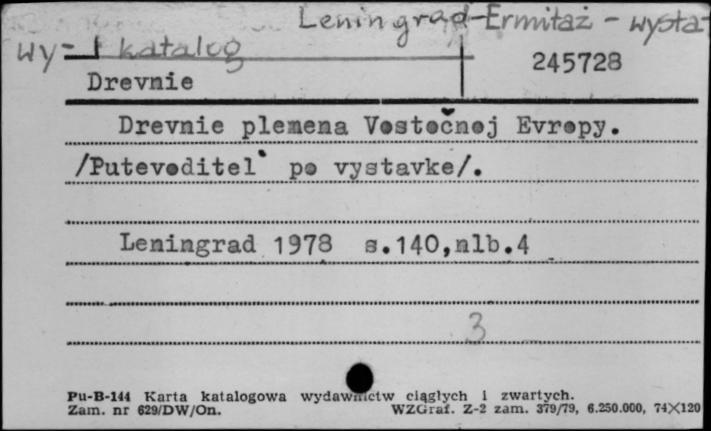 Leningrad-Ermitaż - wysta-
wy - katalog
245728
Drevnie
Drevnie plemena Vostočnoj Evropy.
/Putevoditel` po vystavke/.
Leningrad 1978 s.140,nlb.4
3
Pu-B-144 Karta katalogowa wydawnictw ciągłych i zwartych.
Zam. nr 629/DW/On. WZGraf. Z-2 zam. 379/79, 6.250.000, 74×120